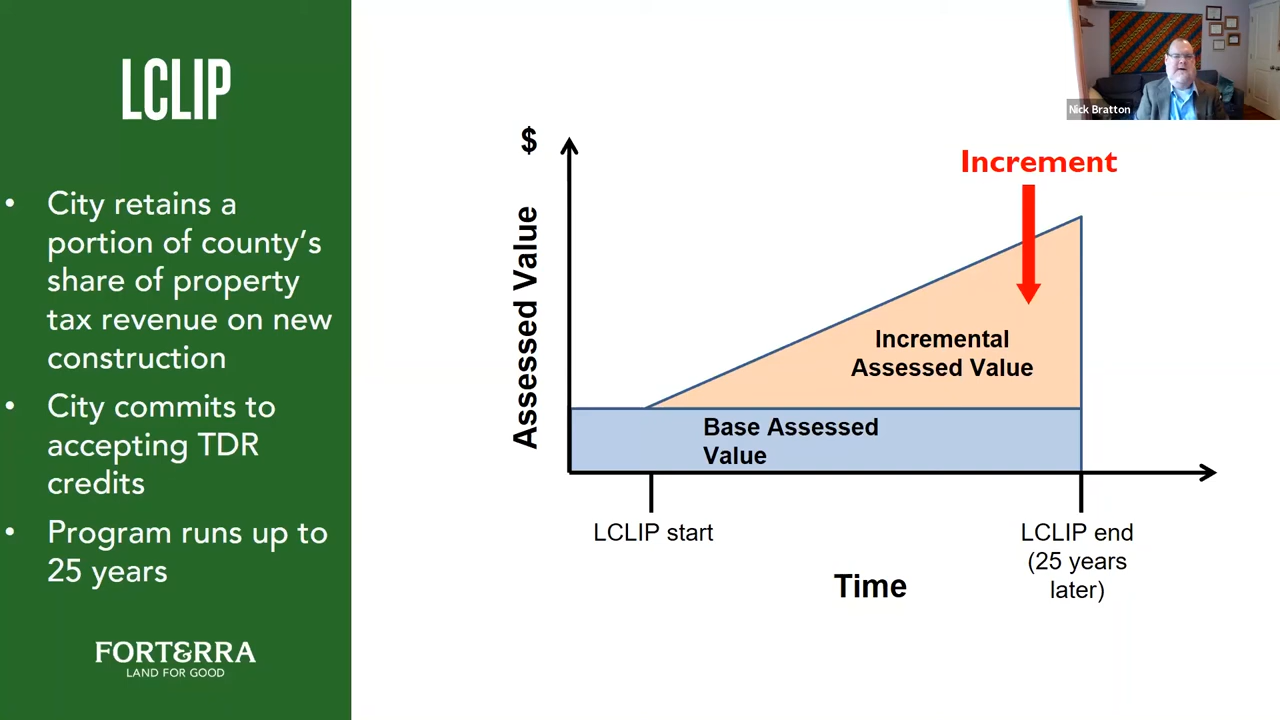 LCLIP
• City retains a
portion of county's
share of property
tax revenue on new
construction
• City commits to
accepting TDR
credits
• Program runs up to
25 years
FORTERRA
LAND FOR GOOD
Nick Bratton
$
Assessed Value
Increment
Incremental
Assessed Value
Base Assessed
Value
LCLIP start
LCLIP end
(25 years
later)
Time